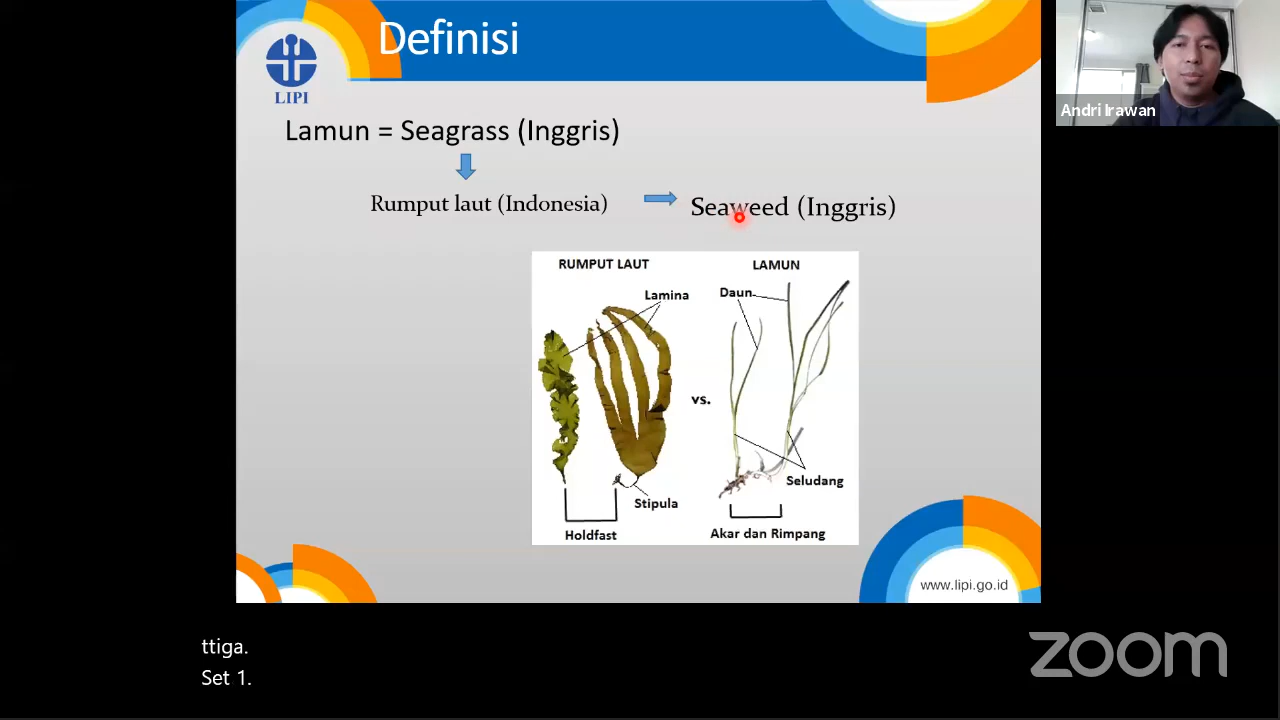 Definisi
LIPI
Andri Irawan
Lamun = Seagrass (Inggris)
Rumput laut (Indonesia)
Seaweed (Inggris)
RUMPUT LAUT
LAMUN
Lamina
Daun
vs.
Seludang
Stipula
Holdfast
Akar dan Rimpang
www.lipi.go.id
ttiga.
Set 1.
zoom